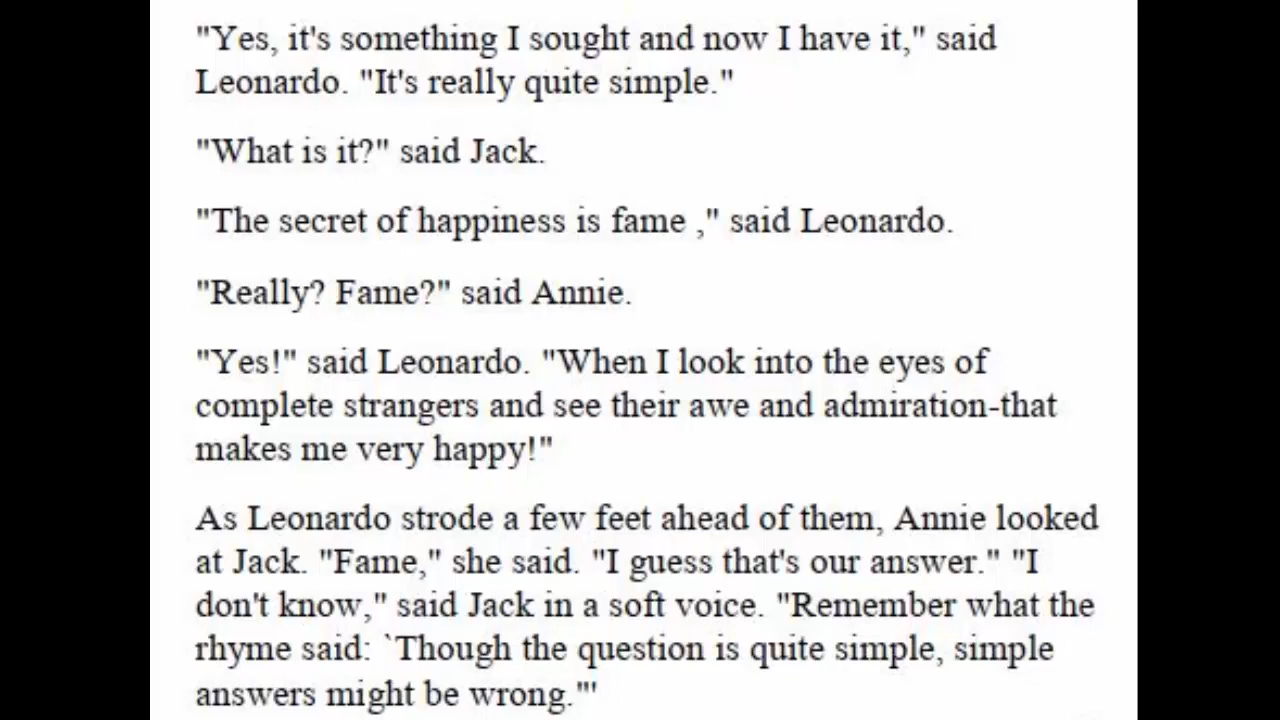 "Yes, it's something I sought and now I have it," said
Leonardo. "It's really quite simple."
"What is it?" said Jack.
"The secret of happiness is fame ," said Leonardo.
"Really? Fame?" said Annie.
"Yes!" said Leonardo. "When I look into the eyes of
complete strangers and see their awe and admiration-that
makes me very happy!"
As Leonardo strode a few feet ahead of them, Annie looked
at Jack. "Fame," she said. "I guess that's our answer." "I
don't know," said Jack in a soft voice. "Remember what the
rhyme said: `Though the question is quite simple, simple
answers might be wrong."'